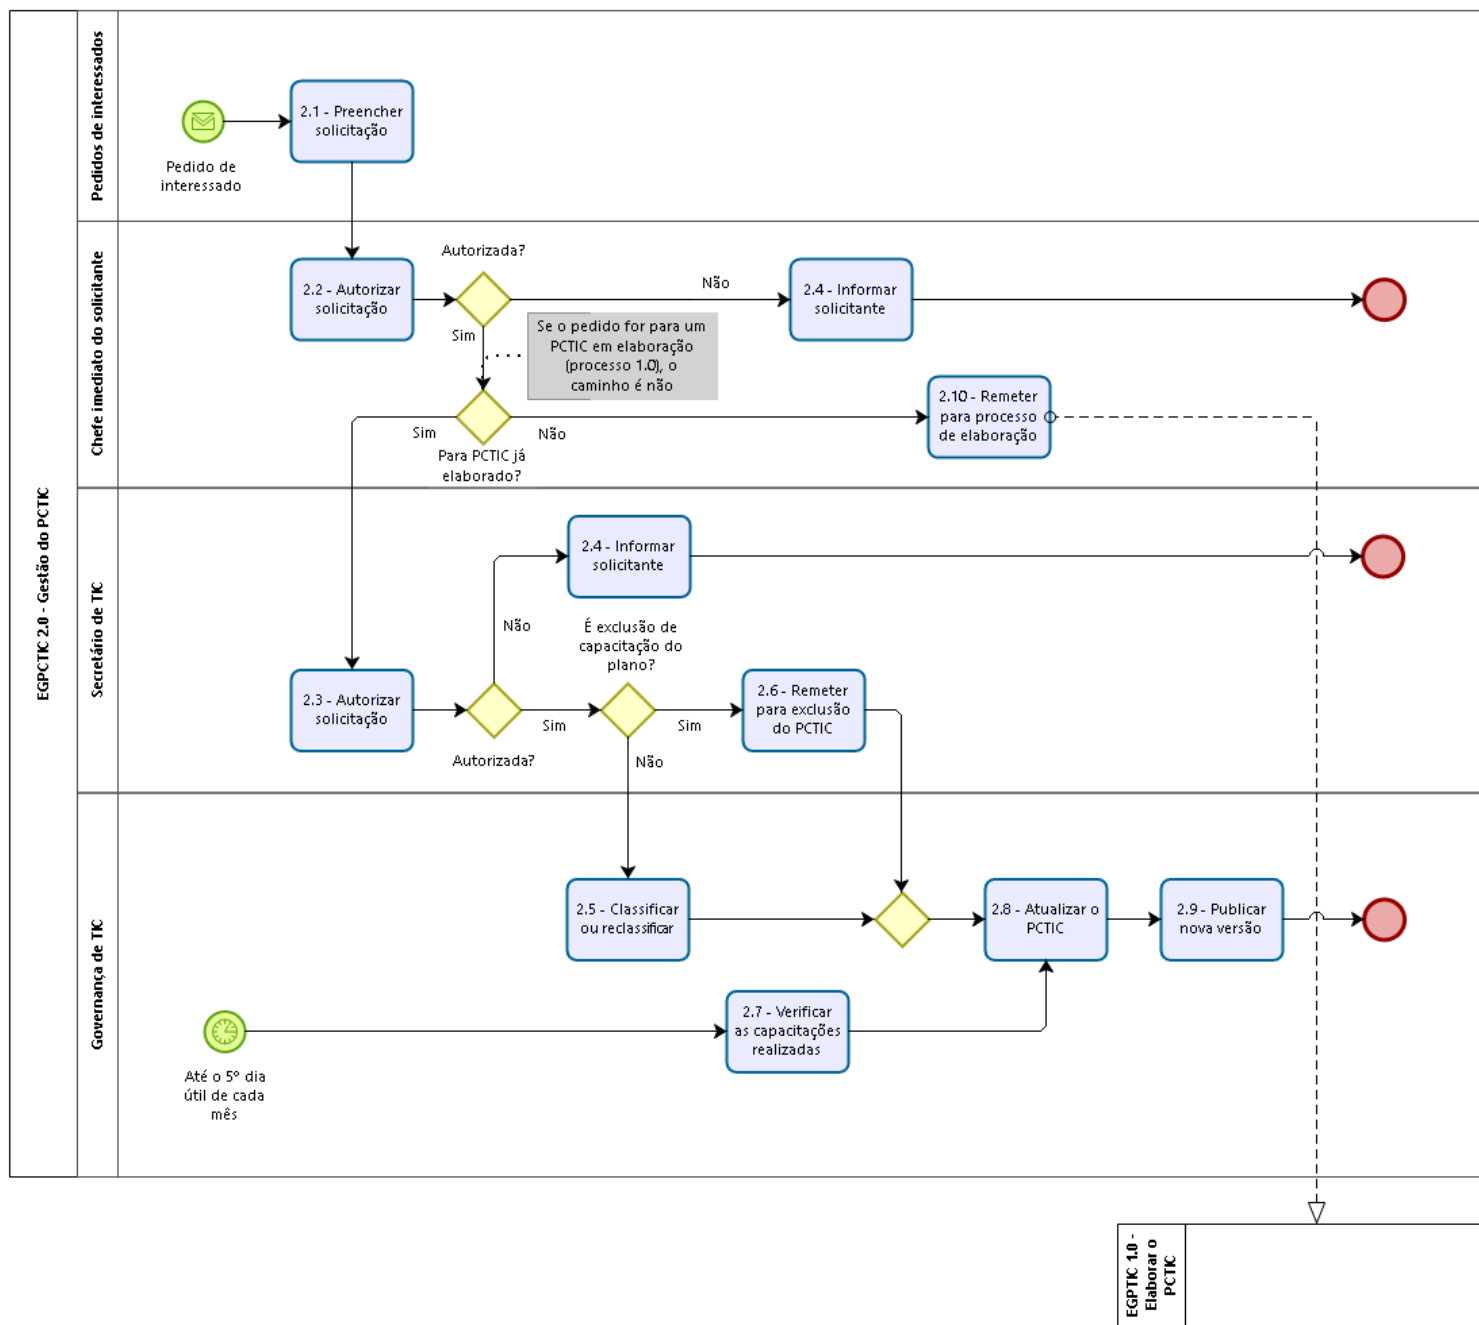 EGPCTIC 2.0 - Gestão do PCTIC
Pedidos de interessados
2.1 - Preencher
solicitação
Pedido de
interessado
Chefe imediato do solicitante
Autorizada?
2.2 - Autorizar
solicitação
Não
2.4 - Informar
solicitante
Sim
Se o pedido for para um
PCTIC em elaboração
(processo 1.0), o
caminho é não
2.10 - Remeter
para processo
de elaboração
Sim
Não
Para PCTIC já
elaborado?
Secretário de TIC
2.4 - Informar
solicitante
Não
É exclusão de
capacitação do
plano?
2.3 - Autorizar
solicitação
Sim
Sim
2.6 - Remeter
para exclusão
do PCTIC
Autorizada?
Não
Governança de TIC
2.5 - Classificar
ou reclassificar
2.8 - Atualizar o
PCTIC
2.9 - Publicar
nova versão
2.7 - Verificar
as capacitações
realizadas
Até o 5º dia
útil de cada
mês
EGPTIC 1.0 -
Elaborar o
PCTIC